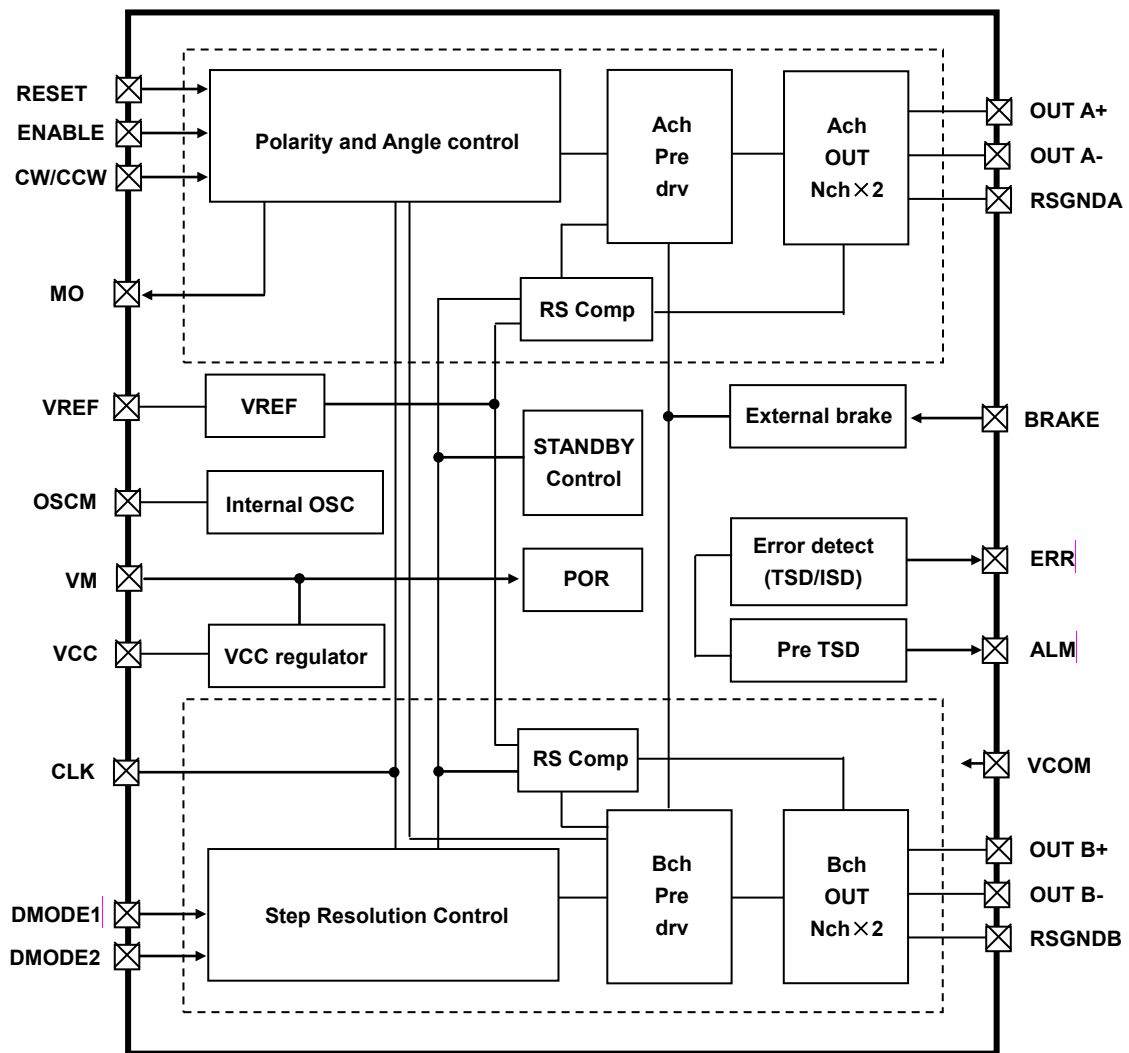 RESET
ENABLE
CW/CCW
MO
VREF
OSCM
VM
VCC
CLK
DMODE1
DMODE2
Polarity and Angle control
Ach
Pre
drv
Ach
OUT
Nch×2
RS Comp
VREF
STANDBY
Control
External brake
Internal OSC
POR
Error detect
(TSD/ISD)
VCC regulator
Pre TSD
RS Comp
Step Resolution Control
Bch
Pre
drv
Bch
OUT
Nch×2
OUT A+
OUT A-
RSGNDA
BRAKE
ERR
ALM
VCOM
OUT B+
OUT B-
RSGNDB